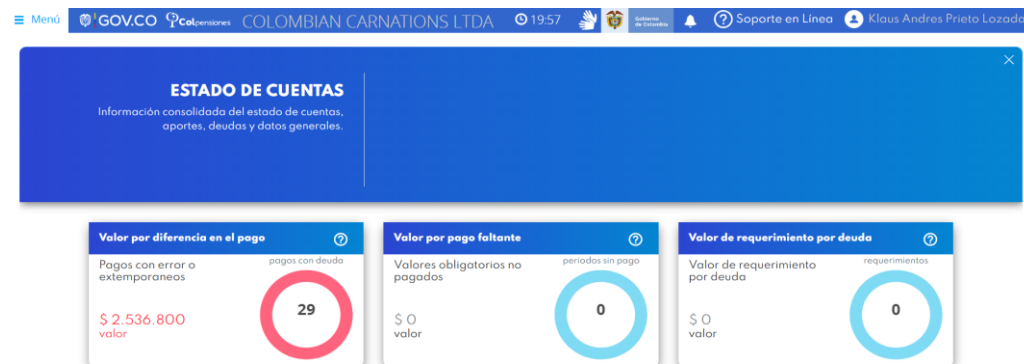 Menú GOV.CO Colpensiones COLOMBIAN CARNATIONS LTDA 19:57 Gobierno de Colombia Soporte en Línea Klaus Andres Prieto Lozada
ESTADO DE CUENTAS
Información consolidada del estado de cuentas,
aportes, deudas y datos generales.
Valor por diferencia en el pago
Pagos con error o
extemporaneos
pagos con deuda
29
$ 2.536.800
valor
Valor por pago faltante
Valores obligatorios no
pagados
periodos sin pago
0
$ 0
valor
Valor de requerimiento por deuda
Valor de requerimiento
por deuda
requerimientos
0
$ 0
valor